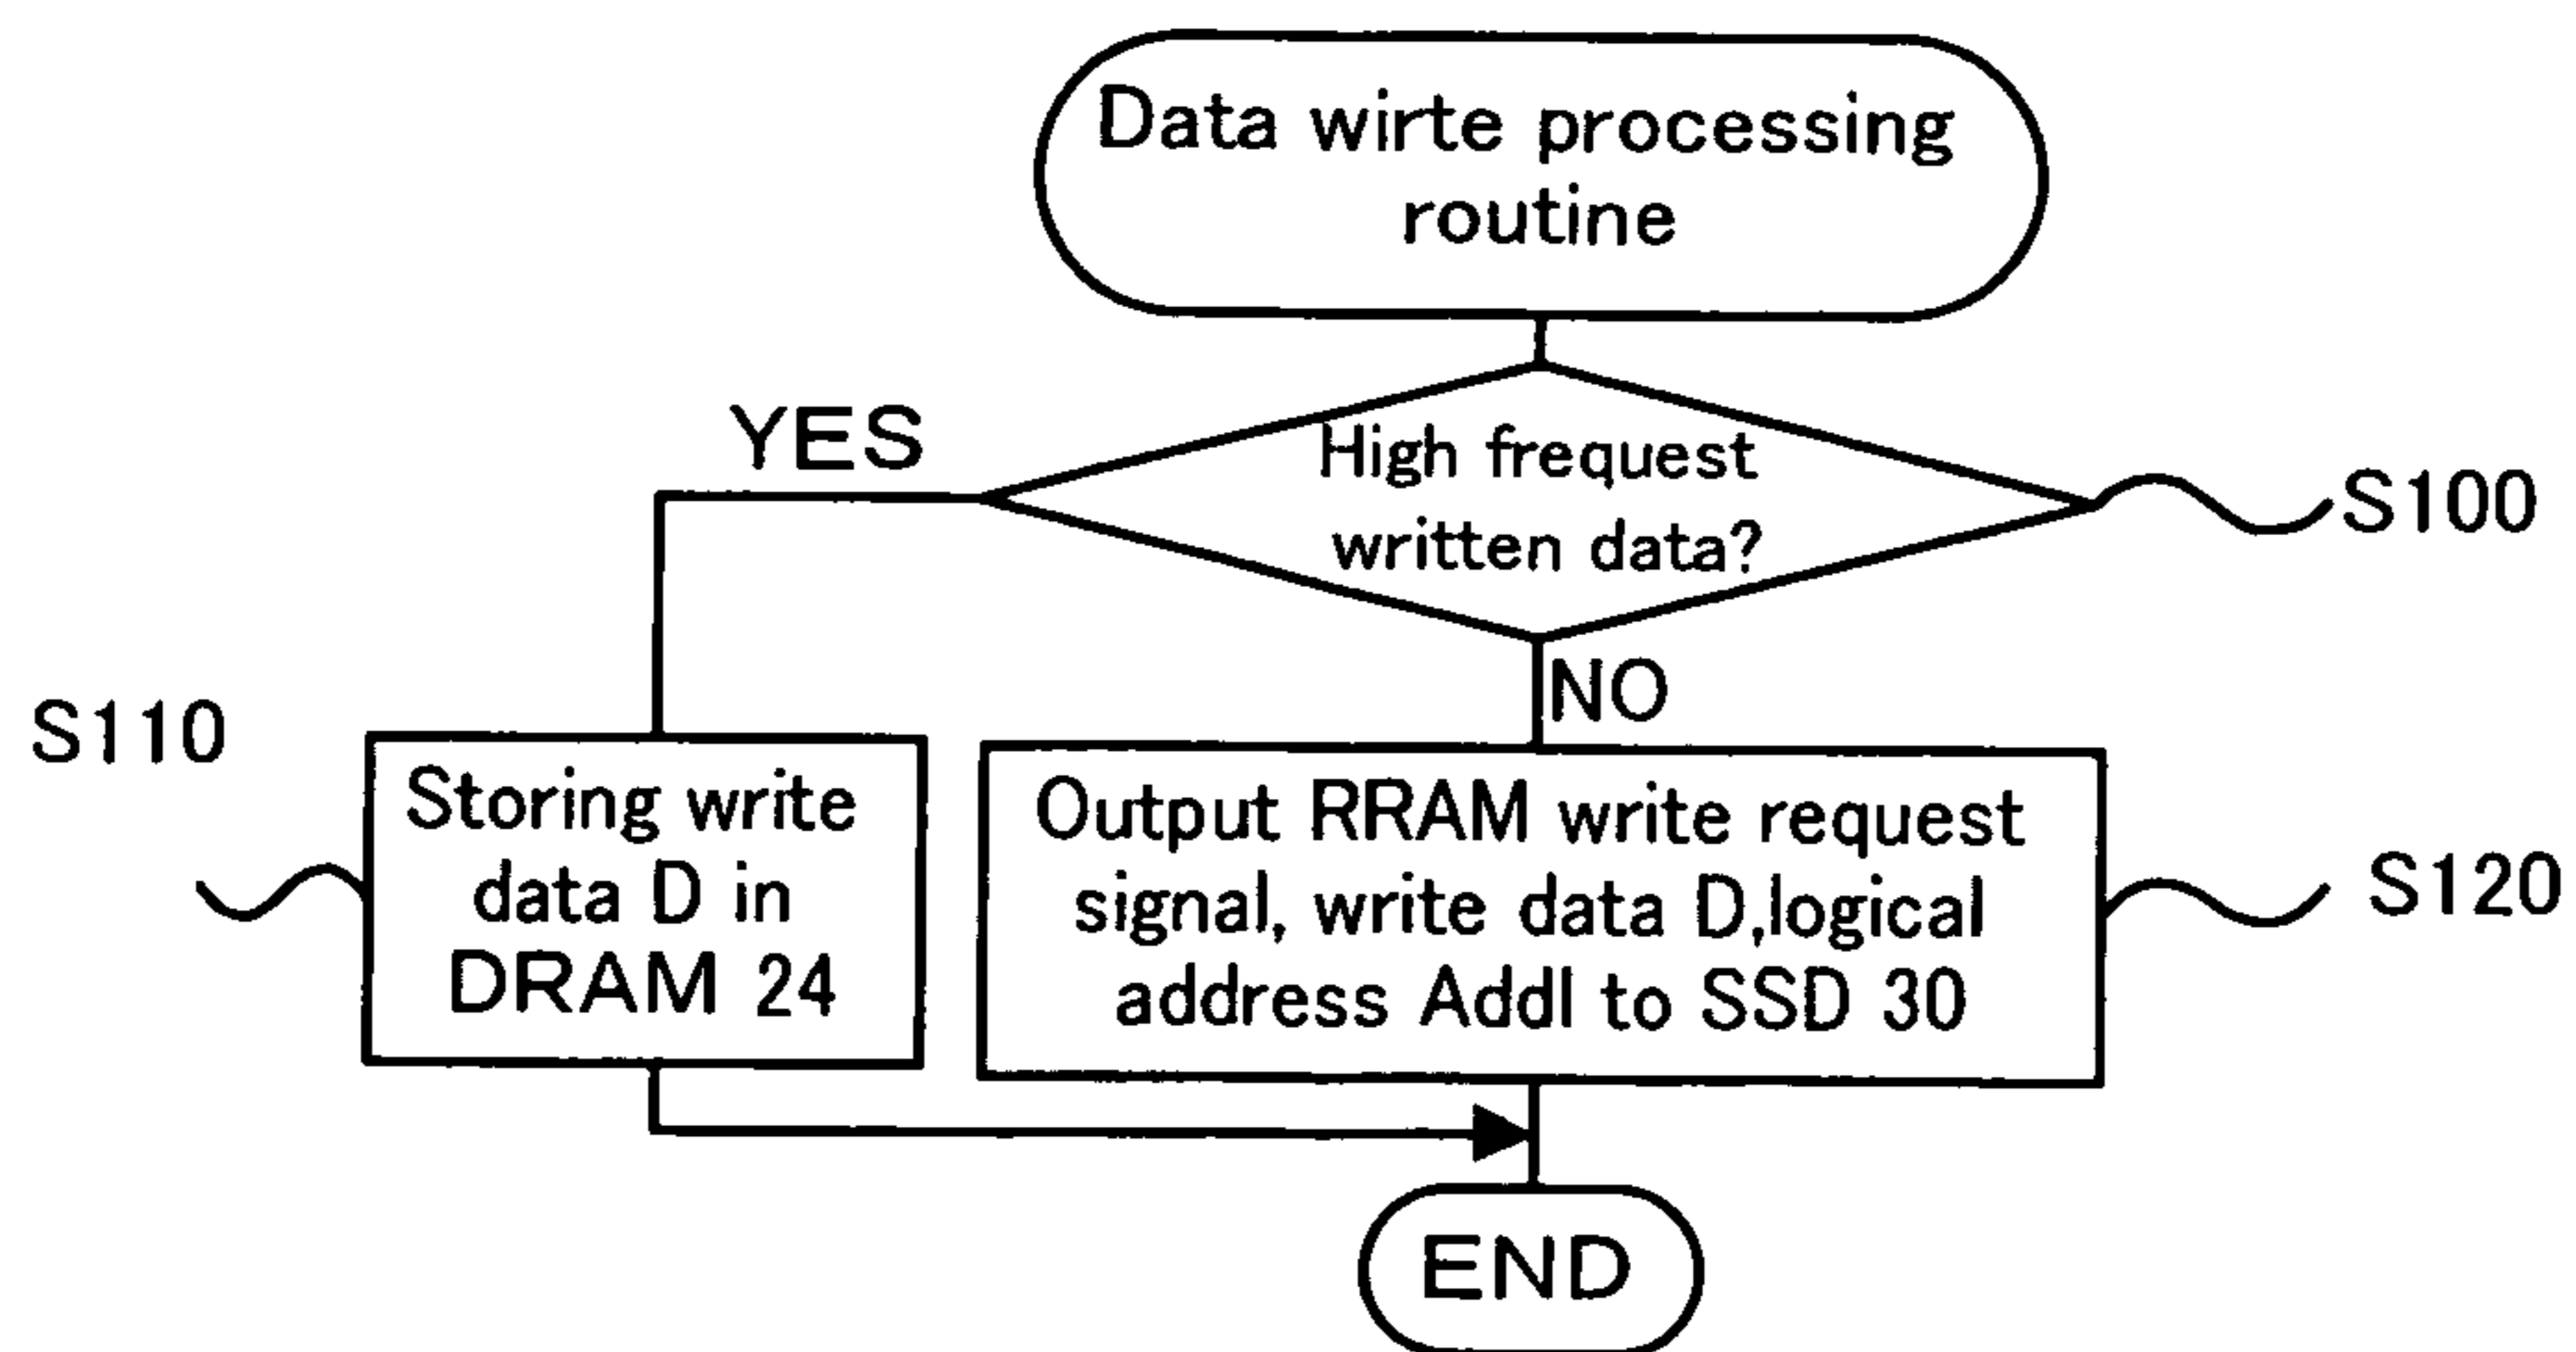 Data wirte processing
routine
YES
High frequest
written data?
S100
NO
S110
Storing write
data D in
DRAM 24
Output RRAM write request
signal, write data D,logical
address Addl to SSD 30
S120
END